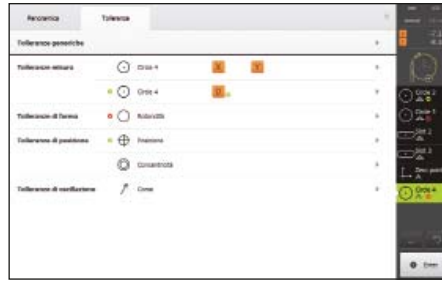 Panoramica Tolleranze
Tolleranze generiche
Tolleranze misura Circle 4 X Y
Circle 4 D
Tolleranze di forma Rotondità
Tolleranze di posizione Posizione
Concentricità
Tolleranze di oscillazione Corsa
Circle 2
Circle 1
Slot 2
Slot 3
Circle 4